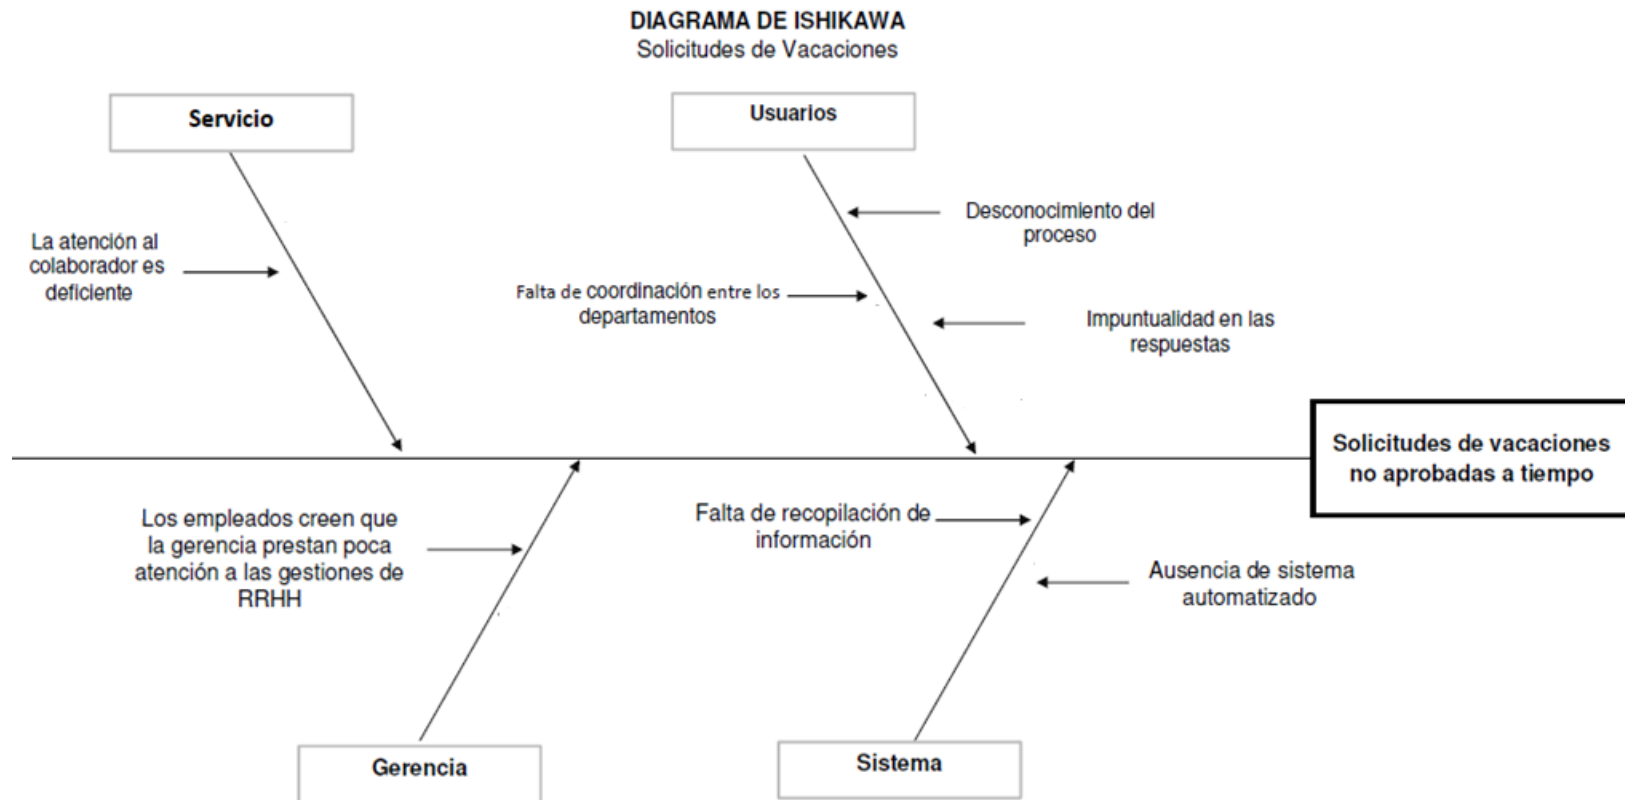 DIAGRAMA DE ISHIKAWA
Solicitudes de Vacaciones
Servicio
Usuarios
La atención al
colaborador es
deficiente
Desconocimiento del
proceso
Falta de coordinación entre los
departamentos
Impuntualidad en las
respuestas
Solicitudes de vacaciones
no aprobadas a tiempo
Los empleados creen que
la gerencia prestan poca
atención a las gestiones de
RRHH
Falta de recopilación de
información
Ausencia de sistema
automatizado
Gerencia
Sistema